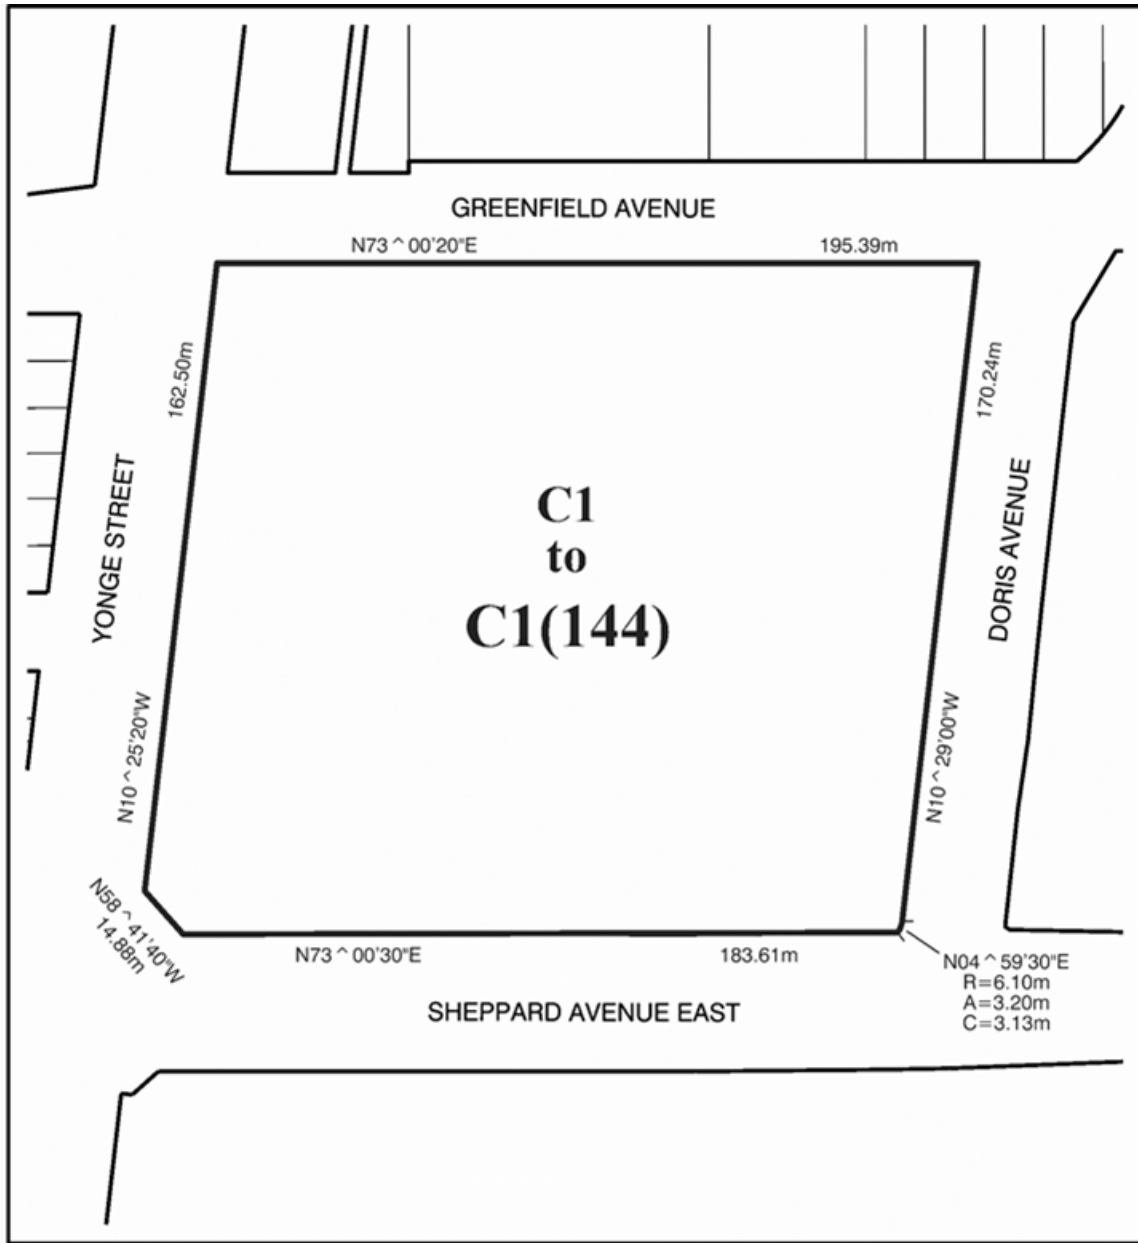 GREENFIELD AVENUE
N73^00'20"E
195.39m
162.50m
170.24m
YONGE STREET
C1
to
C1(144)
DORIS AVENUE
N10^25'20"W
N10^29'00"W
N58^41'40"W
14.88m
N73^00'30"E
183.61m
N04^59'30"E
R=6.10m
A=3.20m
C=3.13m
SHEPPARD AVENUE EAST